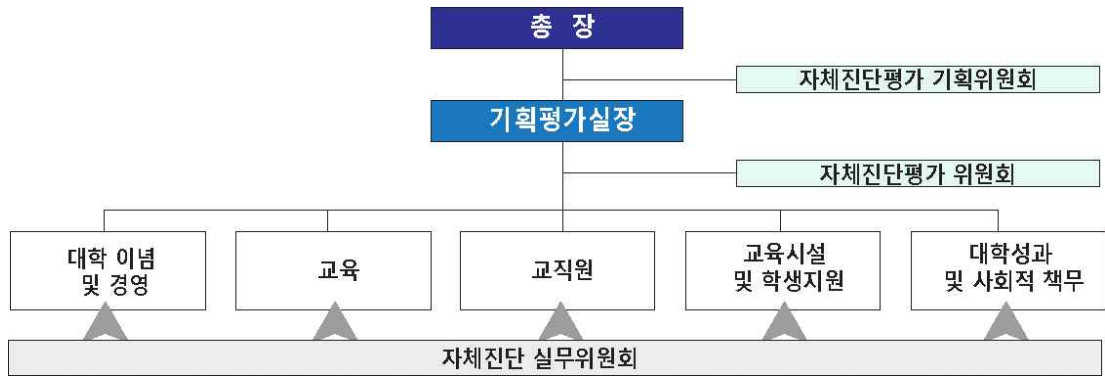 총 장
자체진단평가 기획위원회
기획평가실장
자체진단평가 위원회
대학 이념
및 경영
교육
교직원
교육시설
및 학생지원
대학성과
및 사회적 책무
자체진단 실무위원회